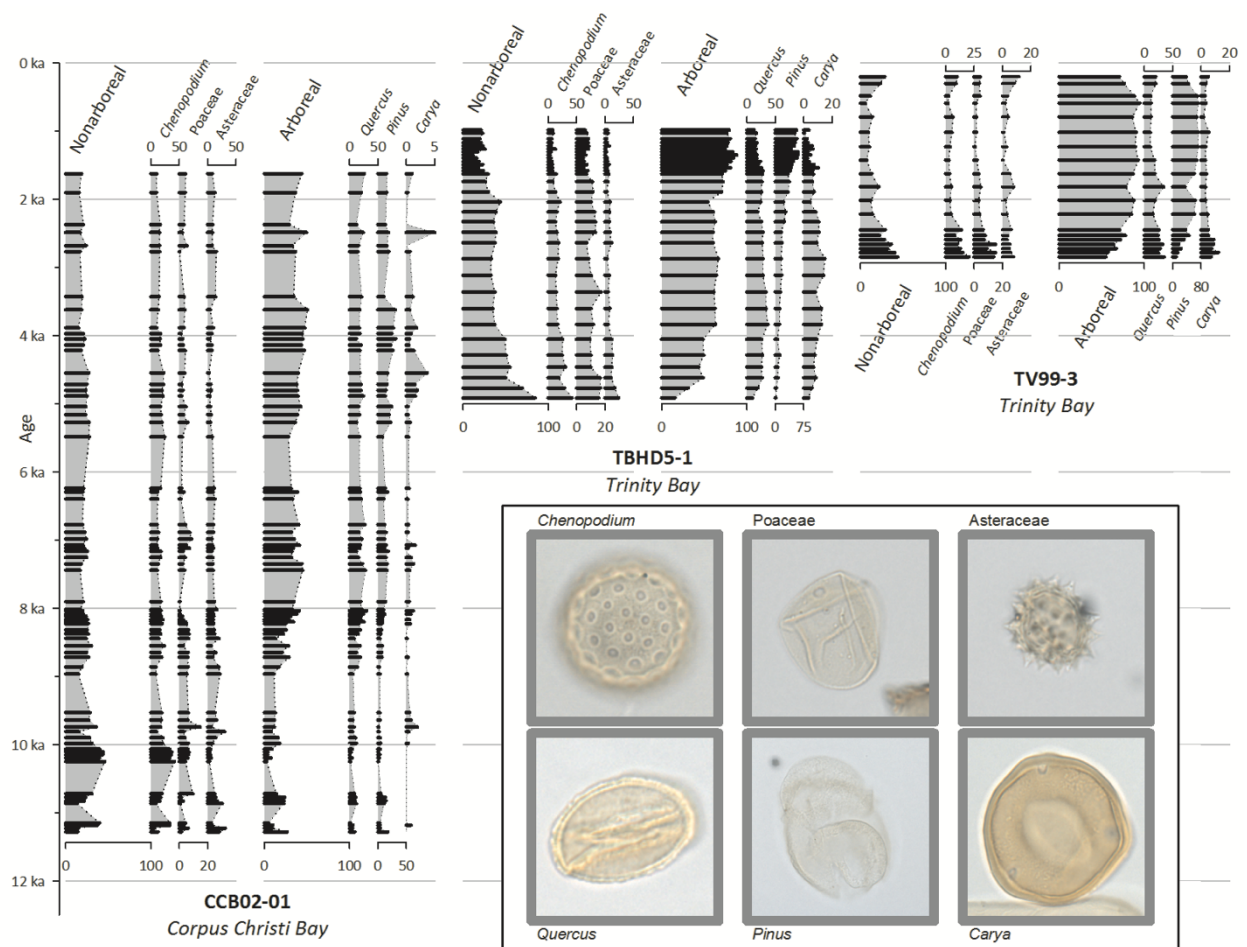 0 ka
2 ka
4 ka
6 ka
8 ka
10 ka
12 ka
Age
Nonarboreal
Chenopodium
Poaceae
Asteraceae
Arboreal
Quercus
Pinus
Carya
0 50 0 50
0 50 0 5
0 100 0 20
0 100 0 50
CCB02-01
Corpus Christi Bay
Nonarboreal
Chenopodium
Poaceae
Asteraceae
Arboreal
Quercus
Pinus
Carya
0 50 0 50
0 50 0 20
0 100 0 20
0 100 0 75
TBHD5-1
Trinity Bay
0 25 0 20
0 50 0 20
0 100 0 20
0 100 0 80
Nonarboreal
Chenopodium
Poaceae
Asteraceae
Arboreal
Quercus
Pinus
Carya
TV99-3
Trinity Bay
Chenopodium
Poaceae
Asteraceae
Quercus
Pinus
Carya